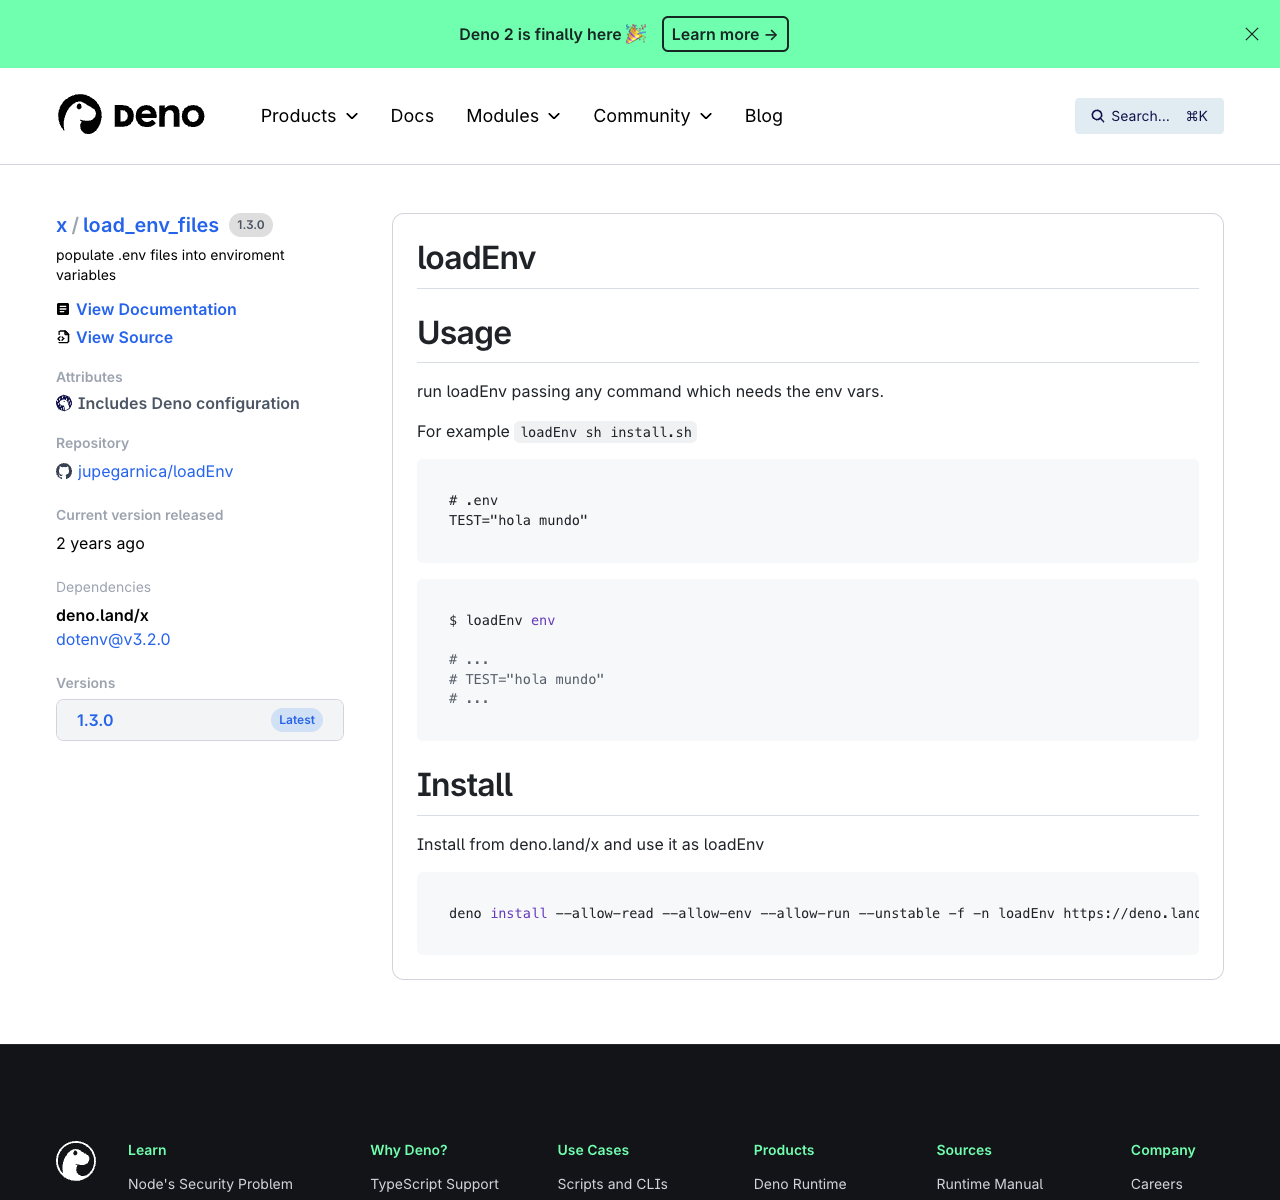 Deno 2 is finally here 🎉 Learn more →
Deno Products Docs Modules Community Blog Search... ⌘K
x / load_env_files 1.3.0
populate .env files into enviroment
variables
View Documentation
View Source
Attributes
Includes Deno configuration
Repository
jupegarnica/loadEnv
Current version released
2 years ago
Dependencies
deno.land/x
dotenv@v3.2.0
Versions
1.3.0 Latest
loadEnv
Usage
run loadEnv passing any command which needs the env vars.
For example loadEnv sh install.sh
# .env
TEST="hola mundo"
$ loadEnv env
# ...
# TEST="hola mundo"
# ...
Install
Install from deno.land/x and use it as loadEnv
deno install --allow-read --allow-env --allow-run --unstable -f -n loadEnv https://deno.land
Learn Why Deno? Use Cases Products Sources Company
Node's Security Problem TypeScript Support Scripts and CLIs Deno Runtime Runtime Manual Careers